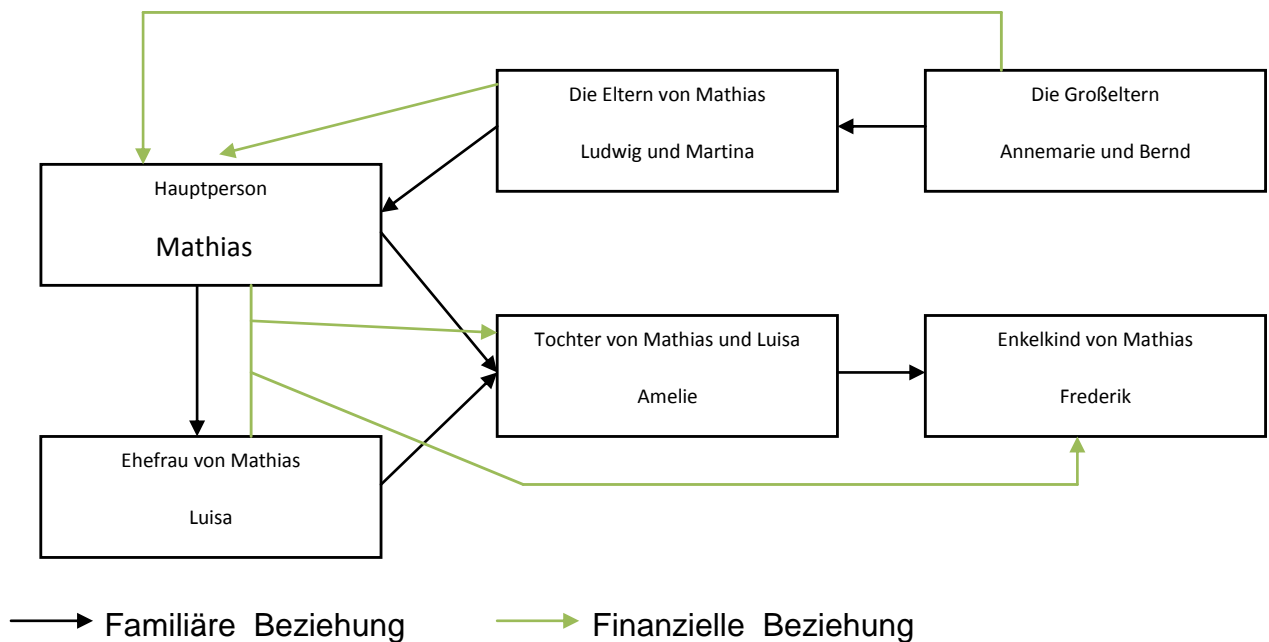 Die Eltern von Mathias
Ludwig und Martina
Die Großeltern
Annemarie und Bernd
Hauptperson
Mathias
Tochter von Mathias und Luisa
Amelie
Enkelkind von Mathias
Frederik
Ehefrau von Mathias
Luisa
Familiäre Beziehung
Finanzielle Beziehung